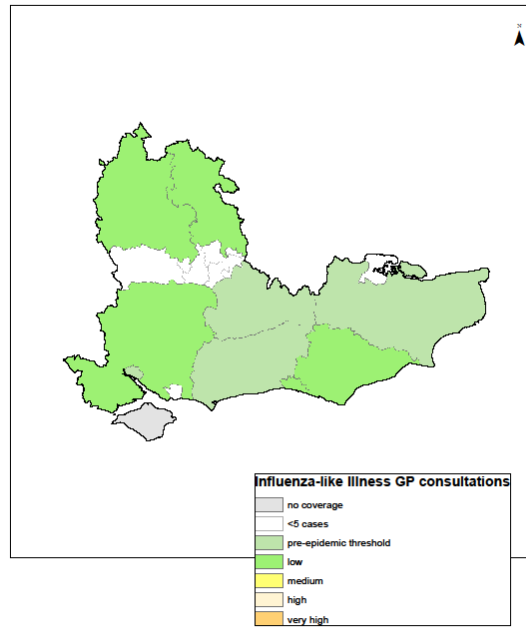 N
Influenza-like Illness GP consultations
no coverage
<5 cases
pre-epidemic threshold
low
medium
high
very high